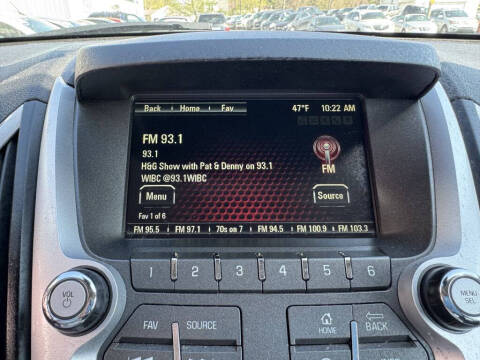 Back Home Fav 47°F 10:22 AM
FM 93.1
93.1
H&G Show with Pat & Denny on 93.1
WIBC @93.1WIBC
FM
Menu Source
Fav 1 of 6
FM 95.5 FM 97.1 70s on 7 FM 94.5 FM 100.9 FM 103.3
1 2 3 4 5 6
VOL
MENU
SEL
FAV SOURCE
HOME BACK